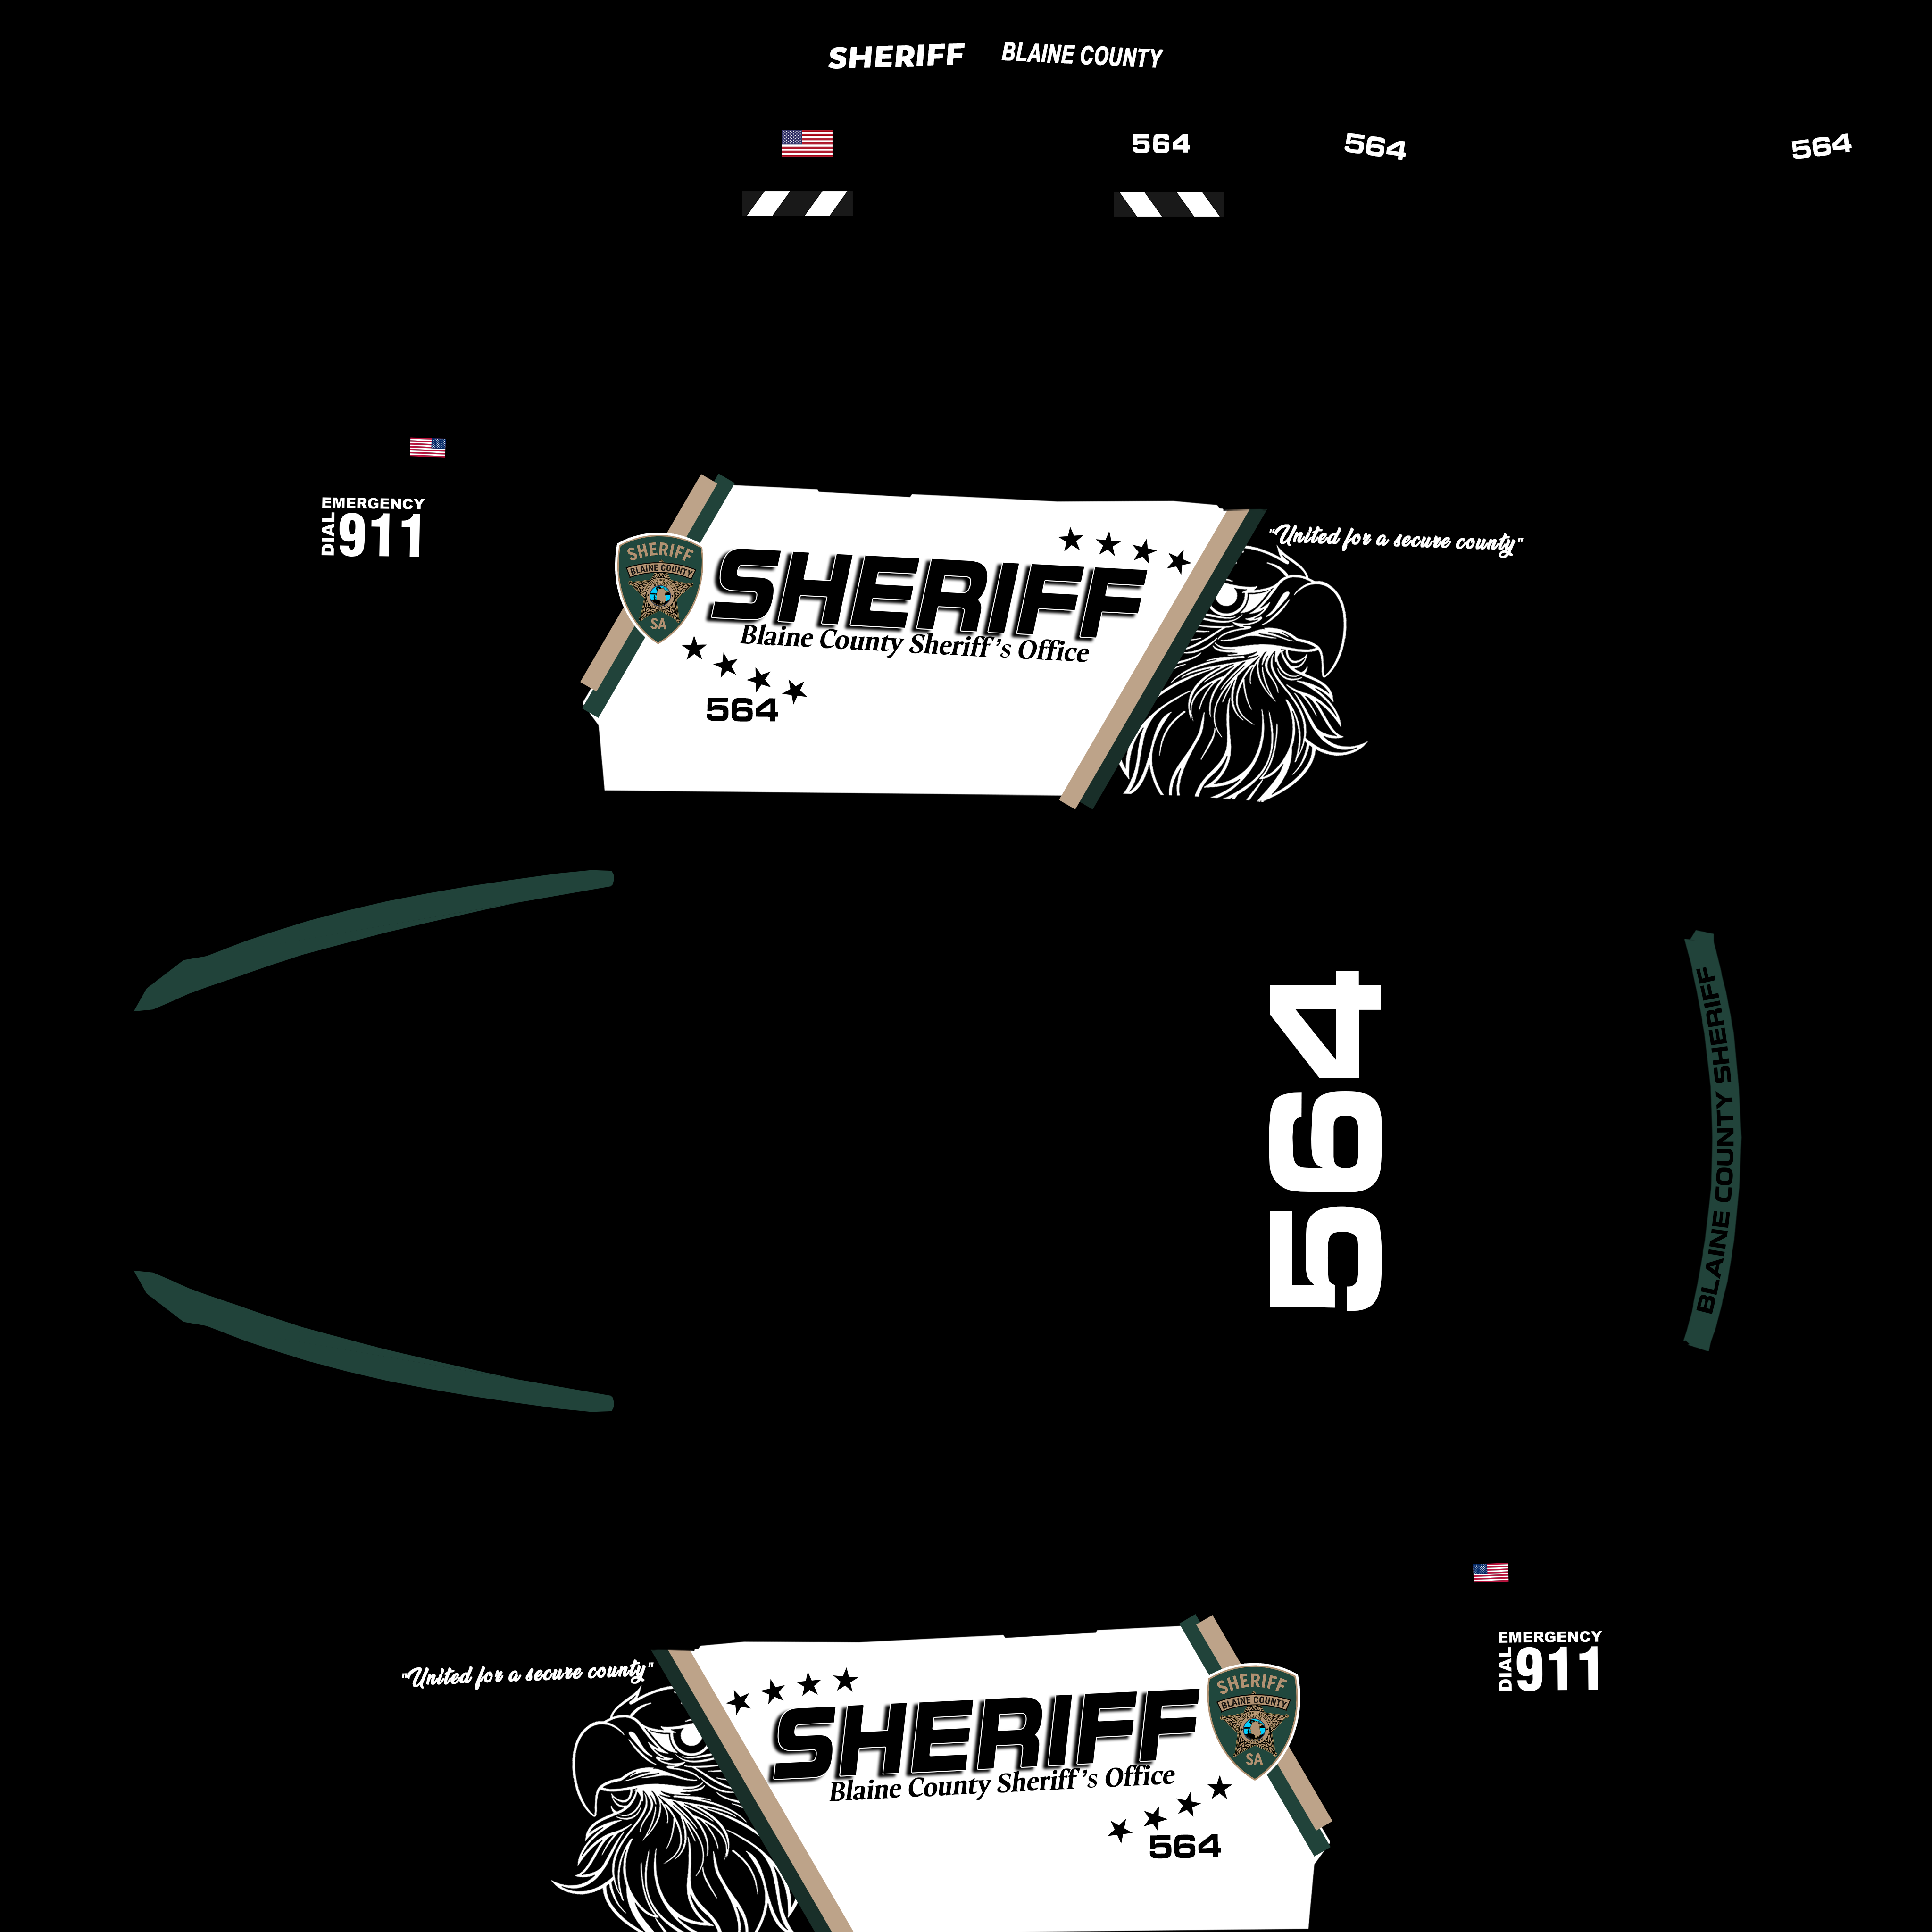 SHERIFF BLAINE COUNTY
564 564 564
EMERGENCY
DIAL 911
"United for a secure county"
SHERIFF
BLAINE COUNTY
SA
SHERIFF
Blaine County Sheriff's Office
564
564
BLAINE COUNTY SHERIFF
EMERGENCY
DIAL 911
"United for a secure county"
SHERIFF
Blaine County Sheriff's Office
SHERIFF
BLAINE COUNTY
SA
564